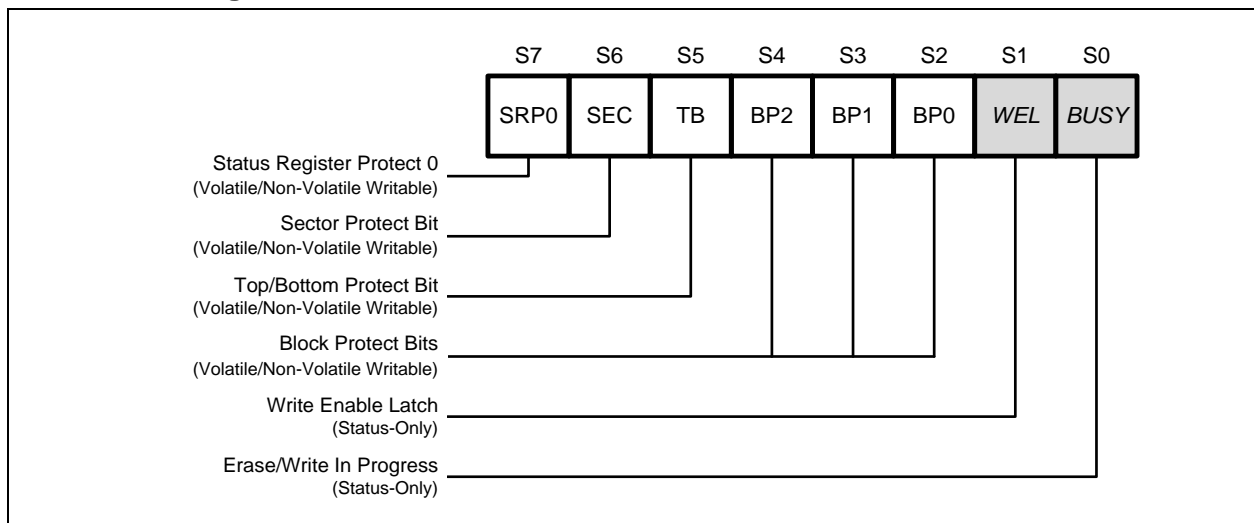 S7 S6 S5 S4 S3 S2 S1 S0
SRP0 SEC TB BP2 BP1 BP0 WEL BUSY
Status Register Protect 0
(Volatile/Non-Volatile Writable)
Sector Protect Bit
(Volatile/Non-Volatile Writable)
Top/Bottom Protect Bit
(Volatile/Non-Volatile Writable)
Block Protect Bits
(Volatile/Non-Volatile Writable)
Write Enable Latch
(Status-Only)
Erase/Write In Progress
(Status-Only)